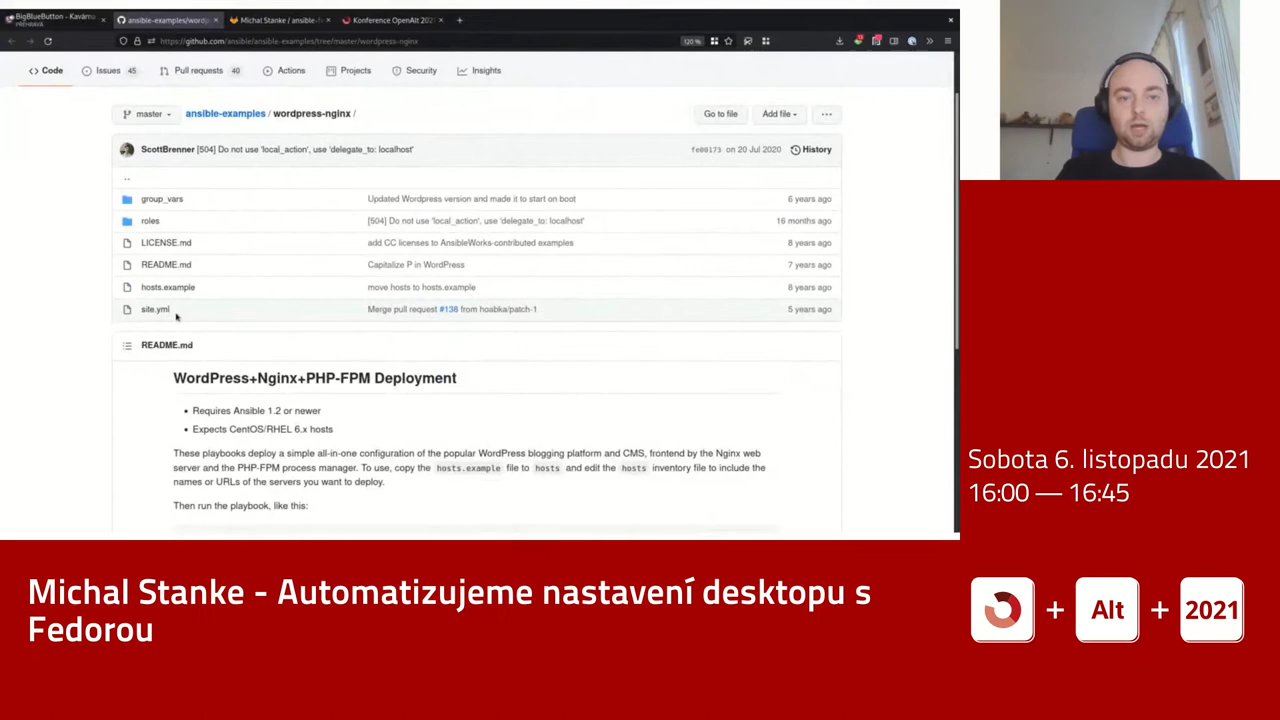 BigBlueButton - Kavárna
PŘEHRÁVÁ
ansible-examples/wordp
Michal Stanke / ansible-f
Konference OpenAlt 2021
https://github.com/ansible/ansible-examples/tree/master/wordpress-nginx
120 %
Code
Issues 45
Pull requests 40
Actions
Projects
Security
Insights
master
ansible-examples / wordpress-nginx /
Go to file
Add file
ScottBrenner [504] Do not use 'local_action', use 'delegate_to: localhost'
fe00173 on 20 Jul 2020
History
..
group_vars Updated Wordpress version and made it to start on boot 6 years ago
roles [504] Do not use 'local_action', use 'delegate_to: localhost' 16 months ago
LICENSE.md add CC licenses to AnsibleWorks-contributed examples 8 years ago
README.md Capitalize P in WordPress 7 years ago
hosts.example move hosts to hosts.example 8 years ago
site.yml Merge pull request #138 from hoabka/patch-1 5 years ago
README.md
WordPress+Nginx+PHP-FPM Deployment
• Requires Ansible 1.2 or newer
• Expects CentOS/RHEL 6.x hosts
These playbooks deploy a simple all-in-one configuration of the popular WordPress blogging platform and CMS, frontend by the Nginx web
server and the PHP-FPM process manager. To use, copy the hosts.example file to hosts and edit the hosts inventory file to include the
names or URLs of the servers you want to deploy.
Then run the playbook, like this:
Sobota 6. listopadu 2021
16:00 — 16:45
Michal Stanke - Automatizujeme nastavení desktopu s
Fedorou
+ Alt + 2021